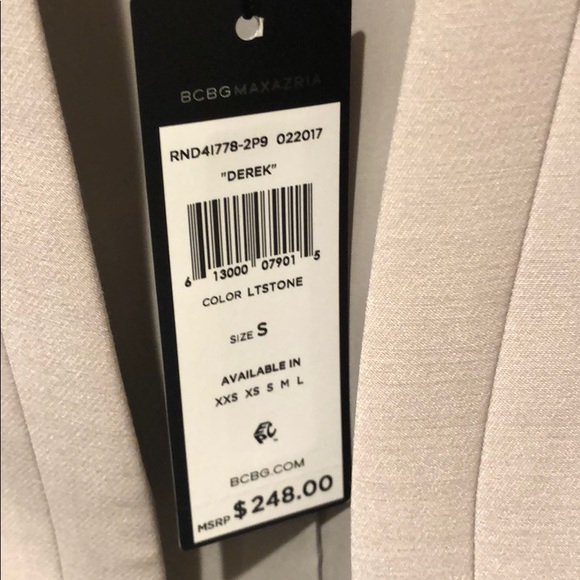 BCBGMAXAZRIA
RND4I778-2P9 022017
"DEREK"
6 13000 07901 5
COLOR LTSTONE
SIZE S
AVAILABLE IN
XXS XS S M L
BCBG.COM
MSRP $248.00